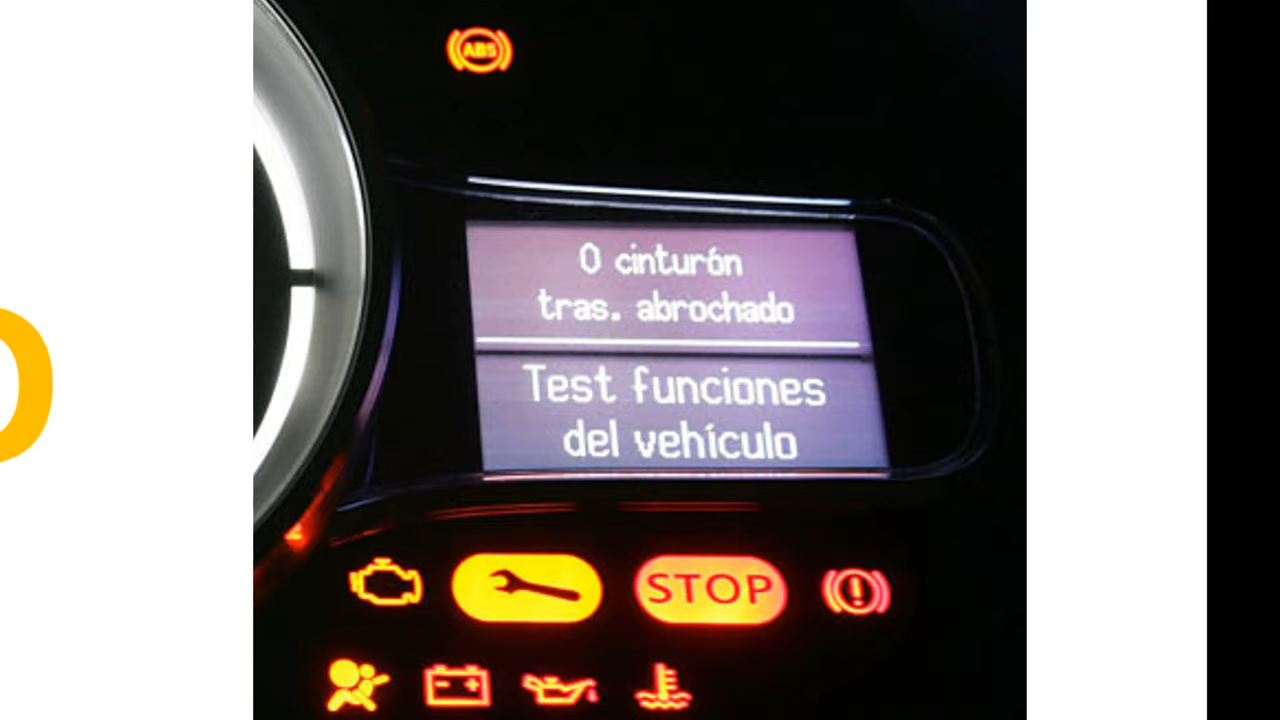 ABS
0 cinturón
tras. abrochado
Test funciones
del vehículo
STOP